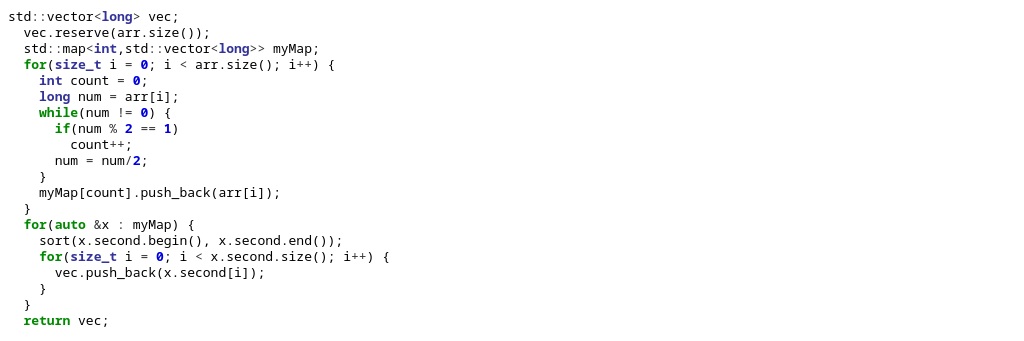 std::vector<long> vec;
  vec.reserve(arr.size());
  std::map<int,std::vector<long>> myMap;
  for(size_t i = 0; i < arr.size(); i++) {
    int count = 0;
    long num = arr[i];
    while(num != 0) {
      if(num % 2 == 1)
        count++;
      num = num/2;
    }
    myMap[count].push_back(arr[i]);
  }
  for(auto &x : myMap) {
    sort(x.second.begin(), x.second.end());
    for(size_t i = 0; i < x.second.size(); i++) {
      vec.push_back(x.second[i]);
    }
  }
  return vec;